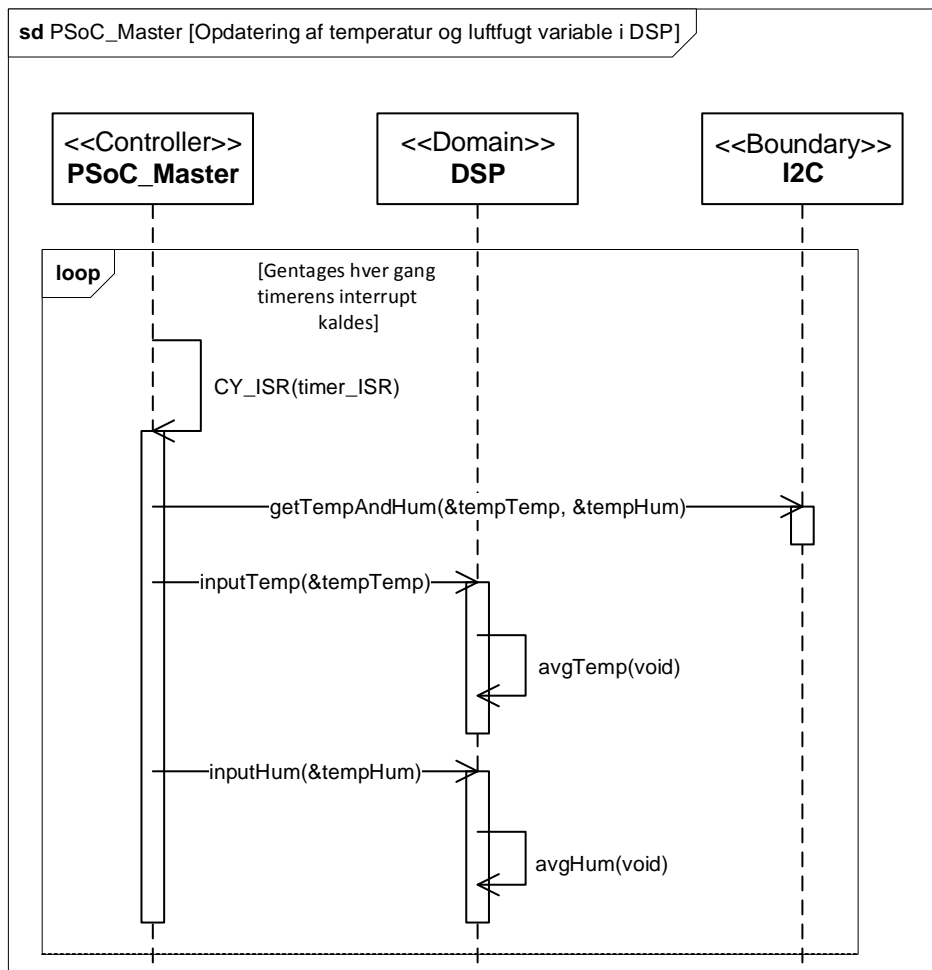 sd PSoC_Master [Opdatering af temperatur og luftfugt variable i DSP]
<<Controller>>
PSoC_Master
<<Domain>>
DSP
<<Boundary>>
I2C
loop
[Gentages hver gang
timerens interrupt
kaldes]
CY_ISR(timer_ISR)
getTempAndHum(&tempTemp, &tempHum)
inputTemp(&tempTemp)
avgTemp(void)
inputHum(&tempHum)
avgHum(void)